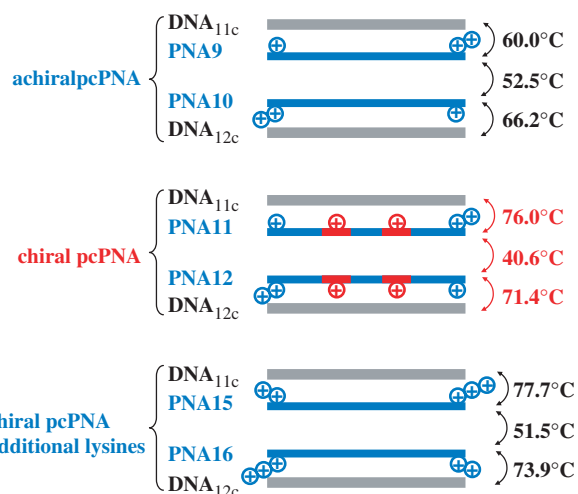 DNA11c
PNA9
achiralpcPNA
PNA10
DNA12c
60.0°C
52.5°C
66.2°C
DNA11c
PNA11
chiral pcPNA
PNA12
DNA12c
76.0°C
40.6°C
71.4°C
DNA11c
PNA15
hiral pcPNA
dditional lysines
PNA16
DNA12c
77.7°C
51.5°C
73.9°C